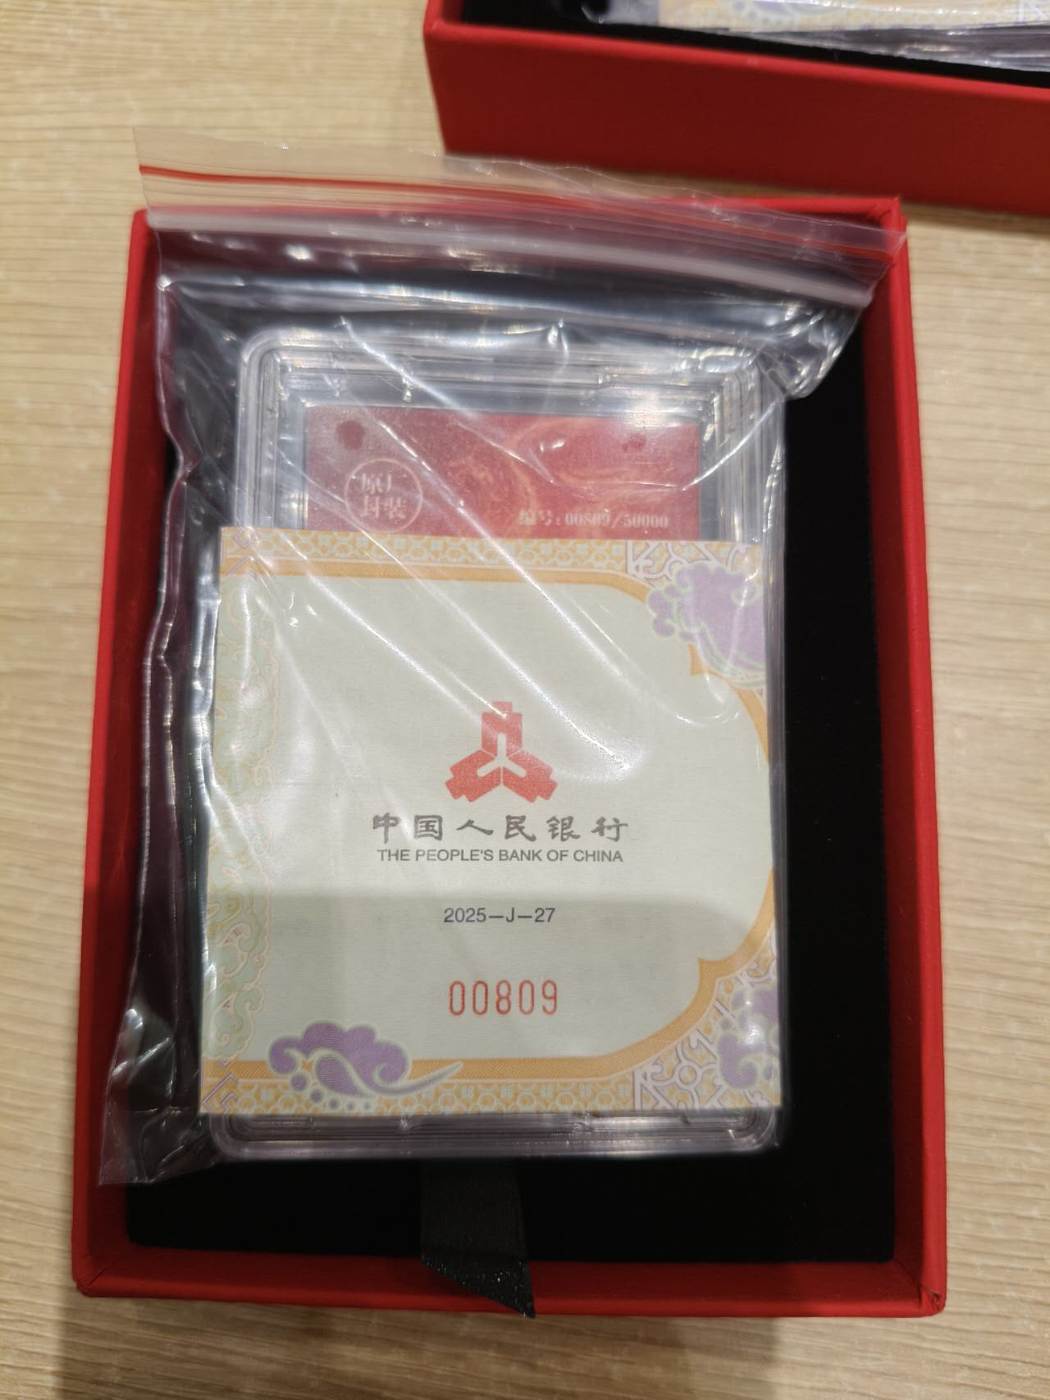 原厂
封装
编号:00809/50000
中国人民银行
THE PEOPLE'S BANK OF CHINA
2025—J—27
00809